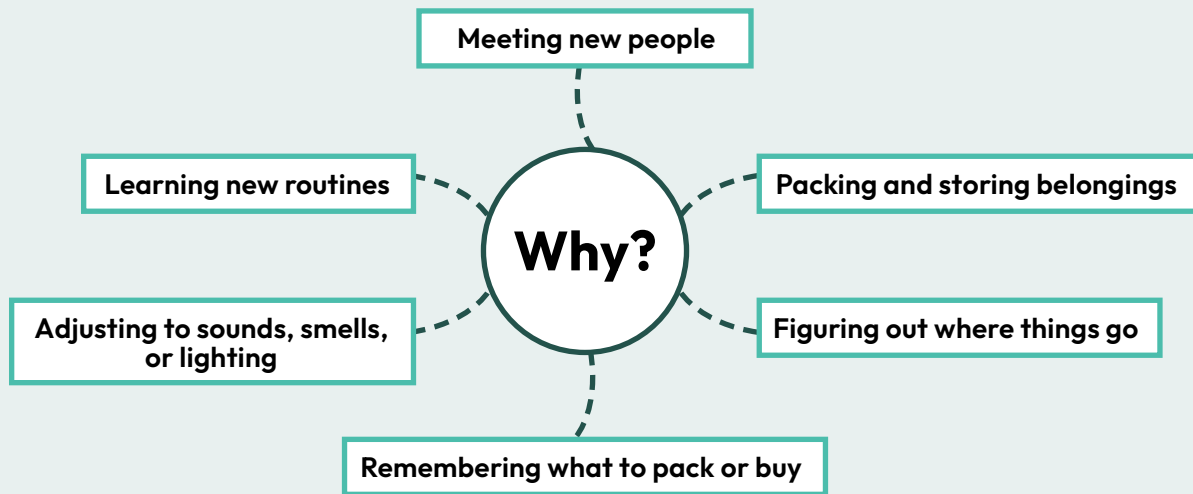 Meeting new people
Learning new routines
Packing and storing belongings
Why?
Adjusting to sounds, smells,
or lighting
Figuring out where things go
Remembering what to pack or buy